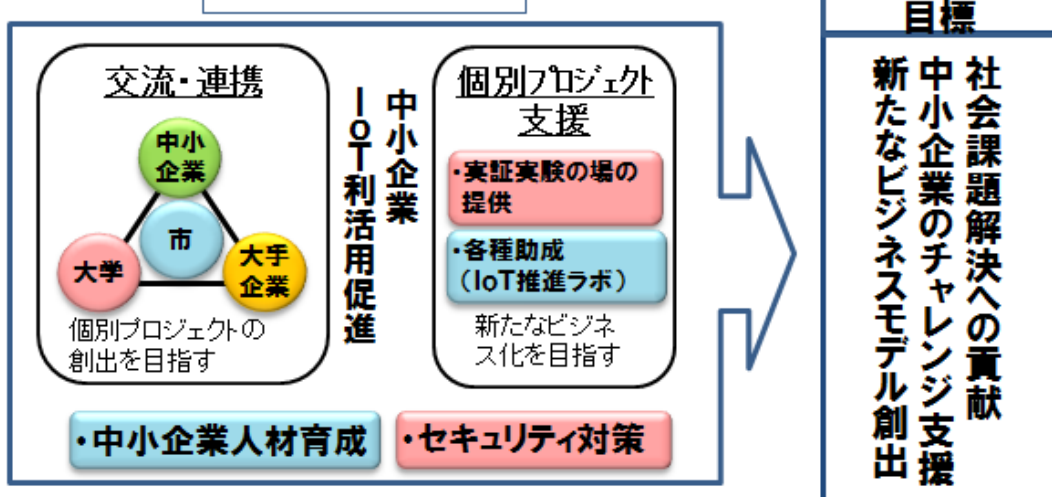 交流・連携
中小
企業
市
大学
大手
企業
個別プロジェクトの
創出を目指す
中小企業
IOT利活用促進
個別プロジェクト
支援
・実証実験の場の
提供
・各種助成
（IoT推進ラボ）
新たなビジネ
ス化を目指す
・中小企業人材育成
・セキュリティ対策
目標
社会課題解決への貢献
中小企業のチャレンジ支援
新たなビジネスモデル創出